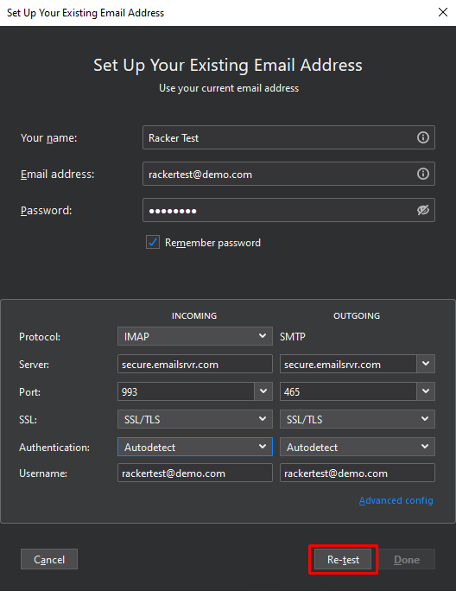 Set Up Your Existing Email Address
Set Up Your Existing Email Address
Use your current email address
Your name: Racker Test
Email address: rackertest@demo.com
Password: ••••••••
Remember password
INCOMING OUTGOING
Protocol: IMAP SMTP
Server: secure.emailsrvr.com secure.emailsrvr.com
Port: 993 465
SSL: SSL/TLS SSL/TLS
Authentication: Autodetect Autodetect
Username: rackertest@demo.com rackertest@demo.com
Advanced config
Cancel Re-test Done